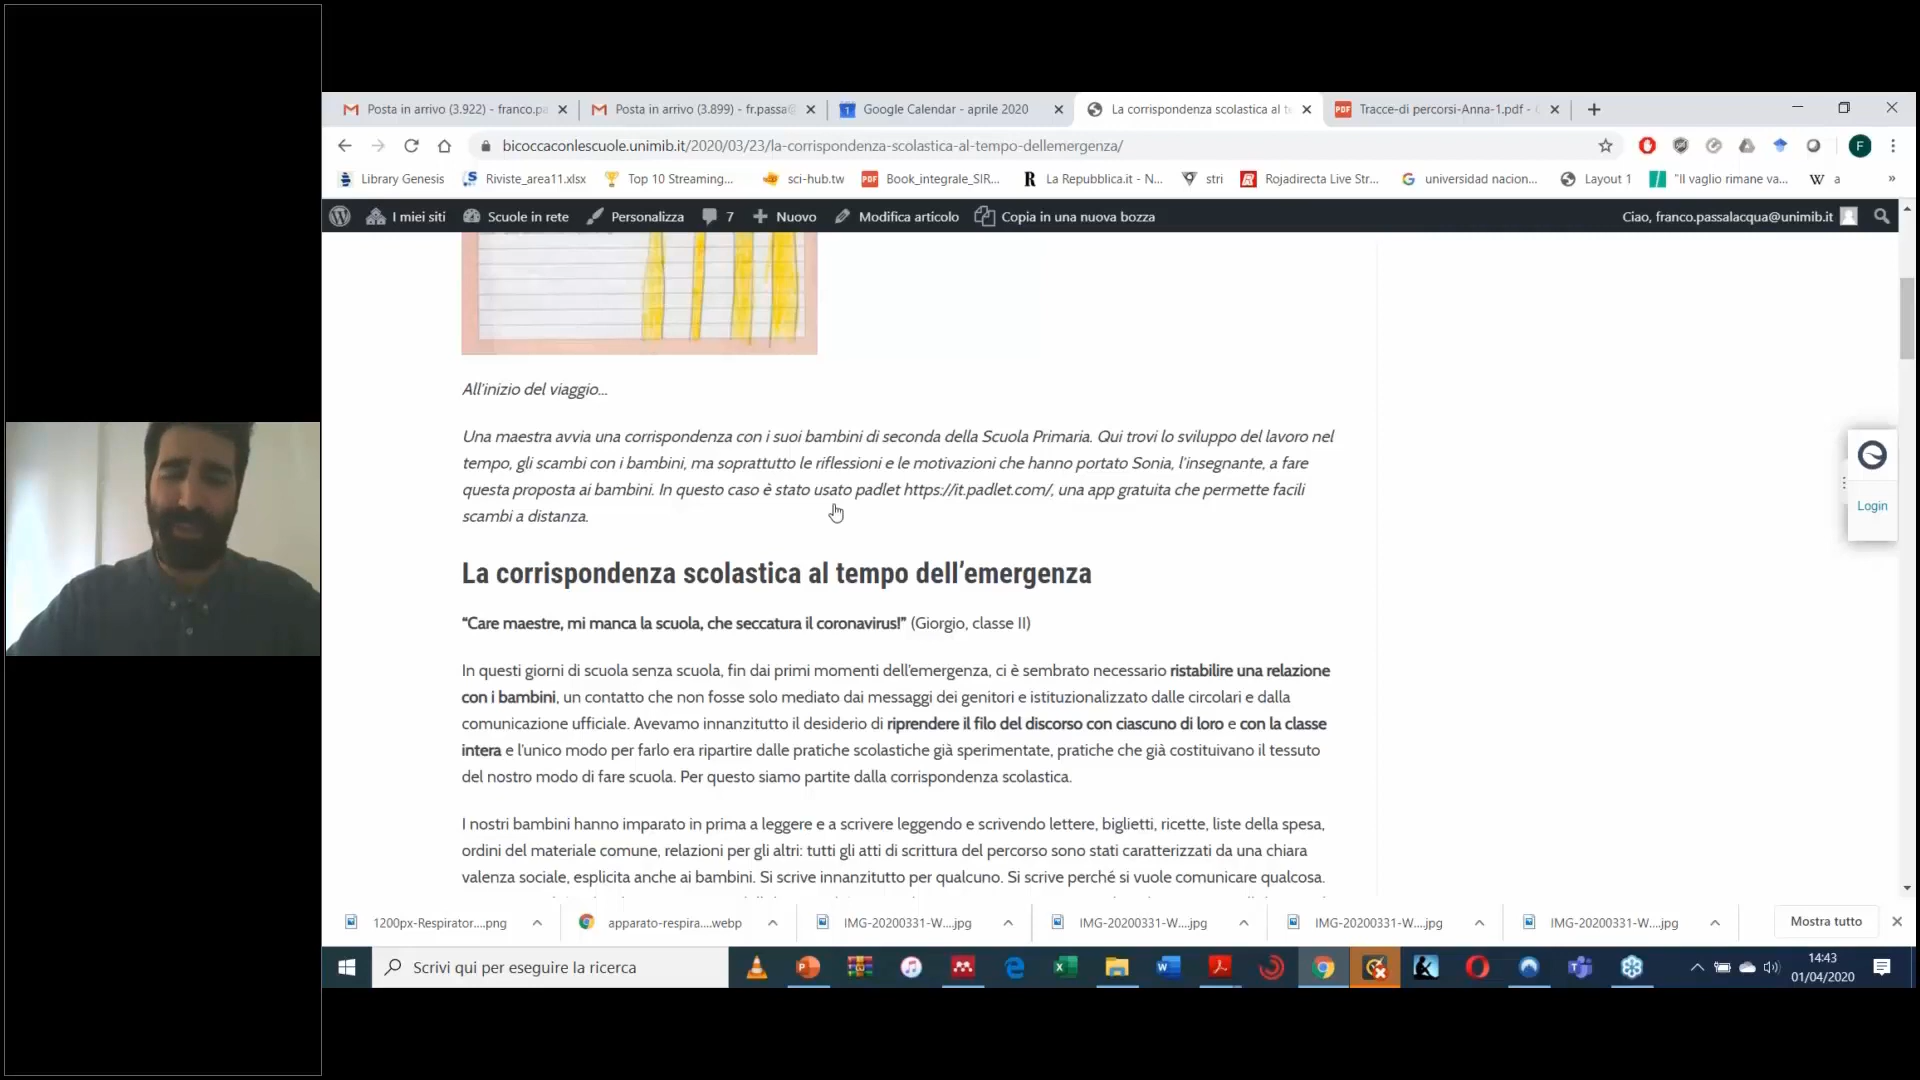 Posta in arrivo (3.922) - franco.pa
Posta in arrivo (3.899) - fr.passa@
Google Calendar - aprile 2020
La corrispondenza scolastica al te
Tracce-di percorsi-Anna-1.pdf -
bicoccaconlescuole.unimib.it/2020/03/23/la-corrispondenza-scolastica-al-tempo-dellemergenza/
F
Library Genesis
Riviste_area11.xlsx
Top 10 Streaming...
sci-hub.tw
Book_integrale_SIR...
La Repubblica.it - N...
stri
Rojadirecta Live Str...
universidad nacion...
Layout 1
"Il vaglio rimane va...
W a
»
I miei siti
Scuole in rete
Personalizza
7
Nuovo
Modifica articolo
Copia in una nuova bozza
Ciao, franco.passalacqua@unimib.it
All'inizio del viaggio...
Una maestra avvia una corrispondenza con i suoi bambini di seconda della Scuola Primaria. Qui trovi lo sviluppo del lavoro nel
tempo, gli scambi con i bambini, ma soprattutto le riflessioni e le motivazioni che hanno portato Sonia, l'insegnante, a fare
questa proposta ai bambini. In questo caso è stato usato padlet https://it.padlet.com/, una app gratuita che permette facili
scambi a distanza.
Login
La corrispondenza scolastica al tempo dell'emergenza
"Care maestre, mi manca la scuola, che seccatura il coronavirus!" (Giorgio, classe II)
In questi giorni di scuola senza scuola, fin dai primi momenti dell'emergenza, ci è sembrato necessario ristabilire una relazione
con i bambini, un contatto che non fosse solo mediato dai messaggi dei genitori e istituzionalizzato dalle circolari e dalla
comunicazione ufficiale. Avevamo innanzitutto il desiderio di riprendere il filo del discorso con ciascuno di loro e con la classe
intera e l'unico modo per farlo era ripartire dalle pratiche scolastiche già sperimentate, pratiche che già costituivano il tessuto
del nostro modo di fare scuola. Per questo siamo partite dalla corrispondenza scolastica.
I nostri bambini hanno imparato in prima a leggere e a scrivere leggendo e scrivendo lettere, biglietti, ricette, liste della spesa,
ordini del materiale comune, relazioni per gli altri: tutti gli atti di scrittura del percorso sono stati caratterizzati da una chiara
valenza sociale, esplicita anche ai bambini. Si scrive innanzitutto per qualcuno. Si scrive perché si vuole comunicare qualcosa.
1200px-Respirator....png
apparato-respira....webp
IMG-20200331-W....jpg
IMG-20200331-W....jpg
IMG-20200331-W....jpg
IMG-20200331-W....jpg
Mostra tutto
Scrivi qui per eseguire la ricerca
14:43
01/04/2020